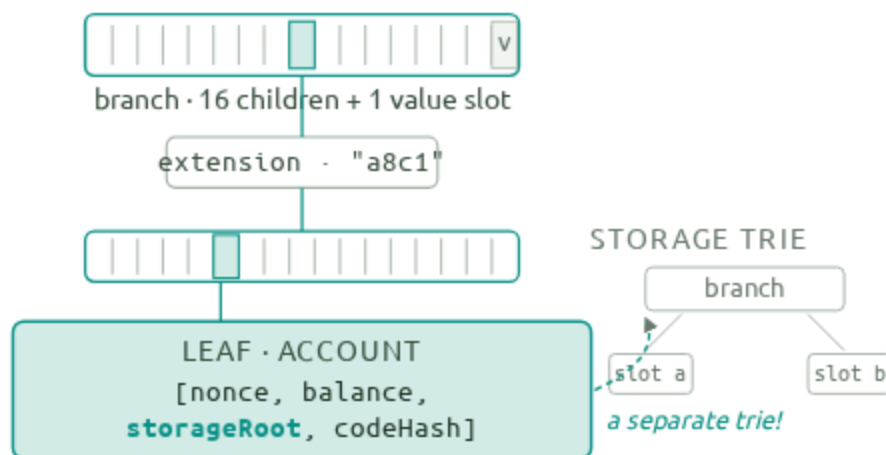 v
branch · 16 children + 1 value slot
extension · "a8c1"
STORAGE TRIE
branch
LEAF · ACCOUNT
[nonce, balance,
storageRoot, codeHash]
slot a
slot b
a separate trie!